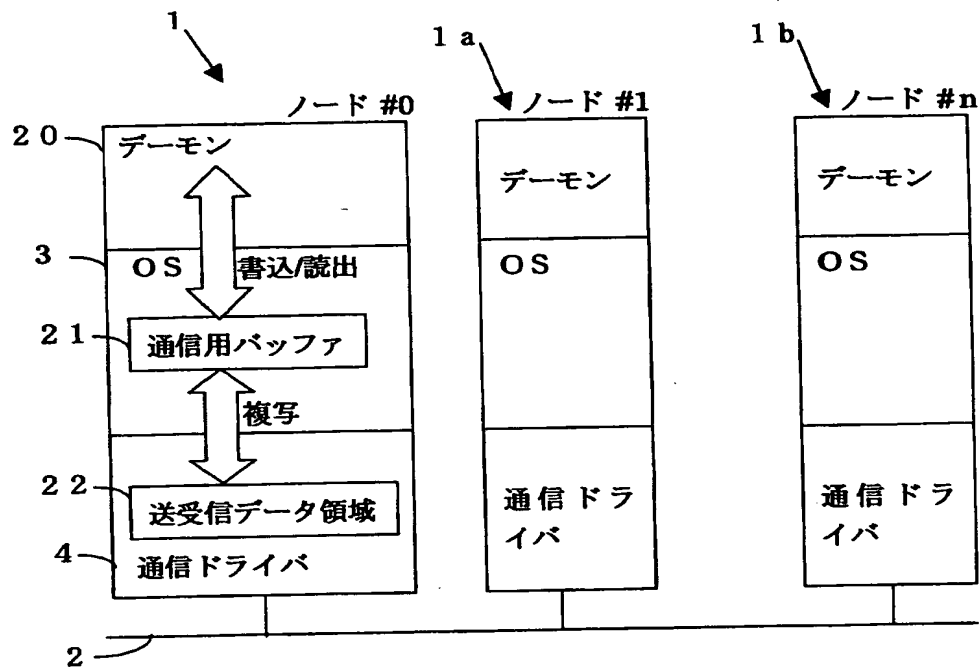 1
1 a
1 b
ノード #0
ノード #1
ノード #n
20
デーモン
デーモン
デーモン
3
OS
書込/読出
OS
OS
21
通信用バッファ
複写
22
送受信データ領域
通信ドラ
イバ
通信ドラ
イバ
4
通信ドライバ
2